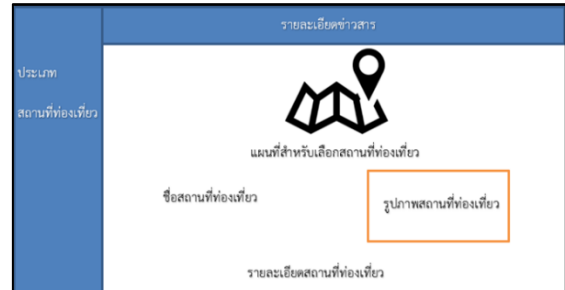 รายละเอียดข่าวสาร
ประเภท
สถานที่ท่องเที่ยว
แผนที่สำหรับเลือกสถานที่ท่องเที่ยว
ชื่อสถานที่ท่องเที่ยว
รูปภาพสถานที่ท่องเที่ยว
รายละเอียดสถานที่ท่องเที่ยว